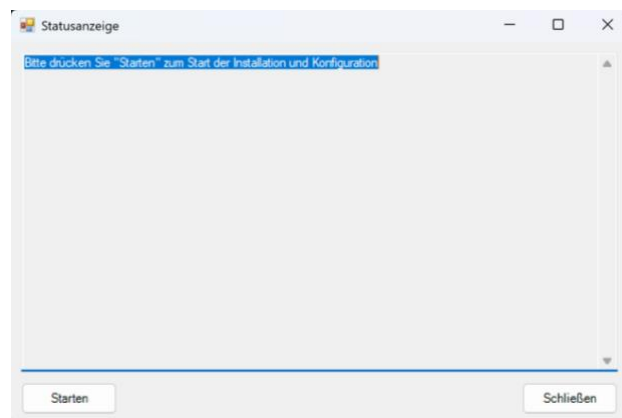 Statusanzeige
Bitte drücken Sie "Starten" zum Start der Installation und Konfiguration
Starten
Schließen